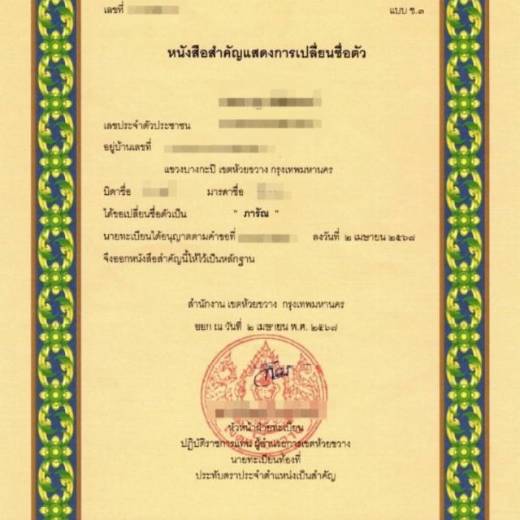 เลขที่
แบบ ช.๓
หนังสือสำคัญแสดงการเปลี่ยนชื่อตัว
เลขประจำตัวประชาชน
อยู่บ้านเลขที่
แขวงบางกะปิ เขตห้วยขวาง กรุงเทพมหานคร
บิดาชื่อ มารดาชื่อ
ได้ขอเปลี่ยนชื่อตัวเป็น " ภารัณ "
นายทะเบียนได้อนุญาตตามคำขอที่ ลงวันที่ ๒ เมษายน ๒๕๖๗
จึงออกหนังสือสำคัญนี้ให้ไว้เป็นหลักฐาน
สำนักงาน เขตห้วยขวาง กรุงเทพมหานคร
ออก ณ วันที่ ๒ เมษายน พ.ศ. ๒๕๖๗
หัวหน้าฝ่ายทะเบียน
ปฏิบัติราชการแทน ผู้อำนวยการเขตห้วยขวาง
นายทะเบียนท้องที่
ประทับตราประจำตำแหน่งเป็นสำคัญ